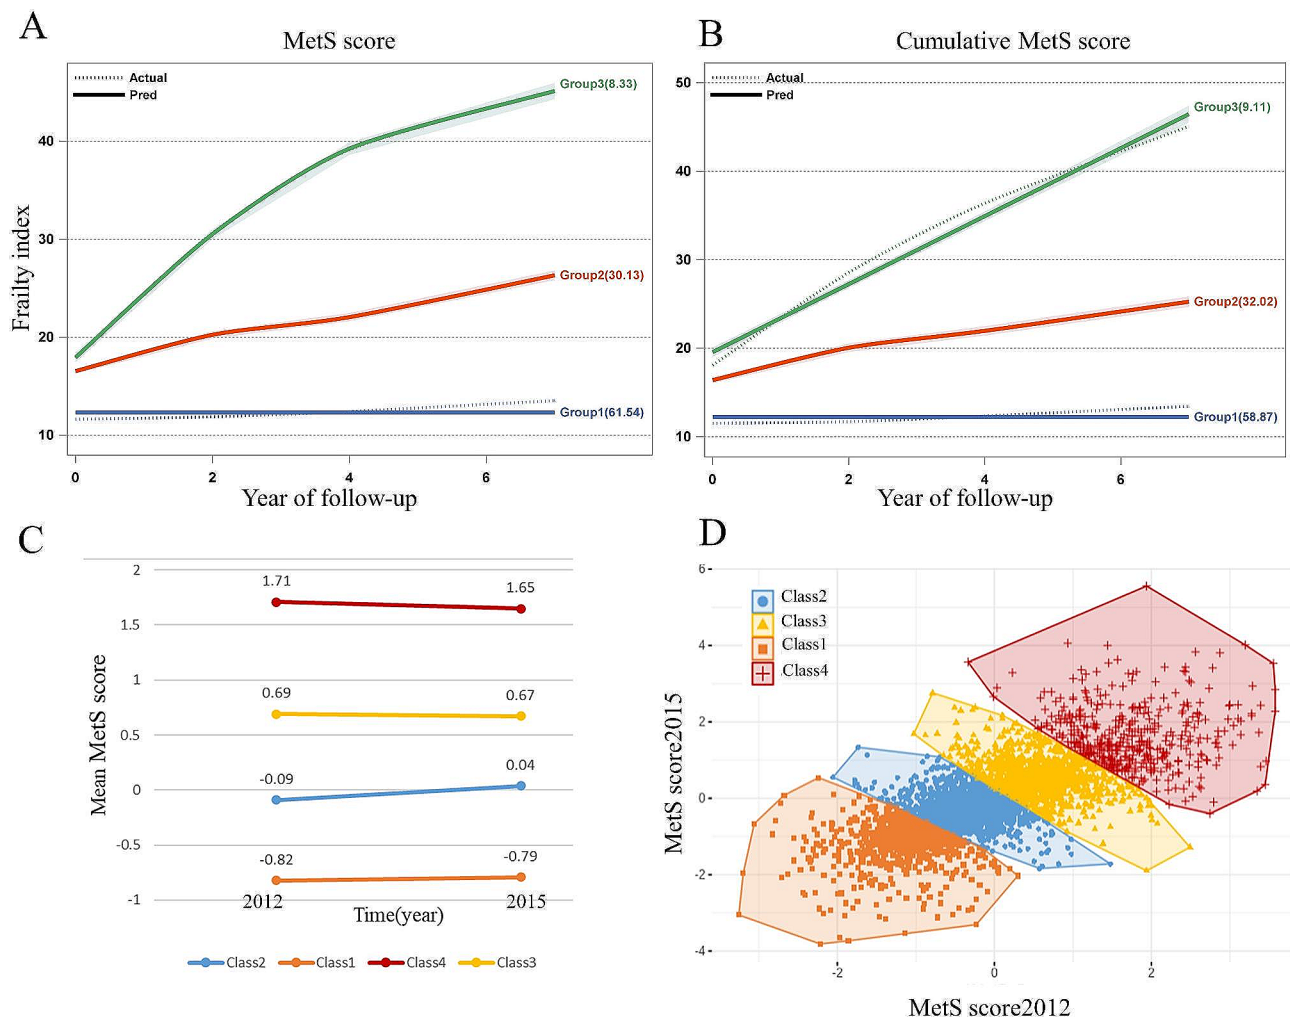 A
MetS score
Actual
Pred
Group3(8.33)
Group2(30.13)
Group1(61.54)
40
30
20
10
0
2
4
6
Frailty index
Year of follow-up
B
Cumulative MetS score
Actual
Pred
Group3(9.11)
Group2(32.02)
Group1(58.87)
50
40
30
20
10
0
2
4
6
Year of follow-up
C
2
1.5
1
0.5
0
-0.5
-1
1.71
1.65
0.69
0.67
-0.09
0.04
-0.82
-0.79
2012
2015
Mean MetS score
Time(year)
Class2
Class1
Class4
Class3
D
Class2
Class3
Class1
Class4
6
4
2
0
-2
-4
-2
0
2
MetS score2015
MetS score2012